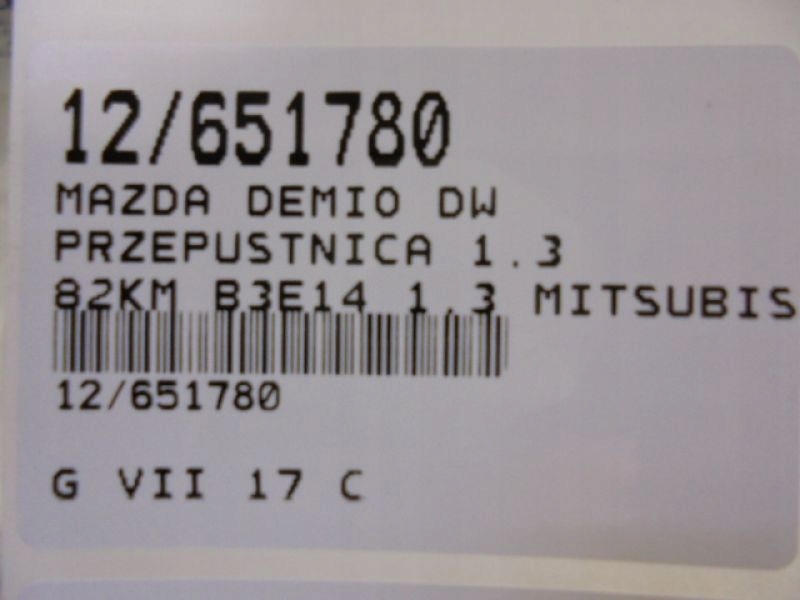 12/651780
MAZDA DEMIO DW
PRZEPUSTNICA 1.3
82KM B3E14 1.3 MITSUBIS
12/651780
G VII 17 C